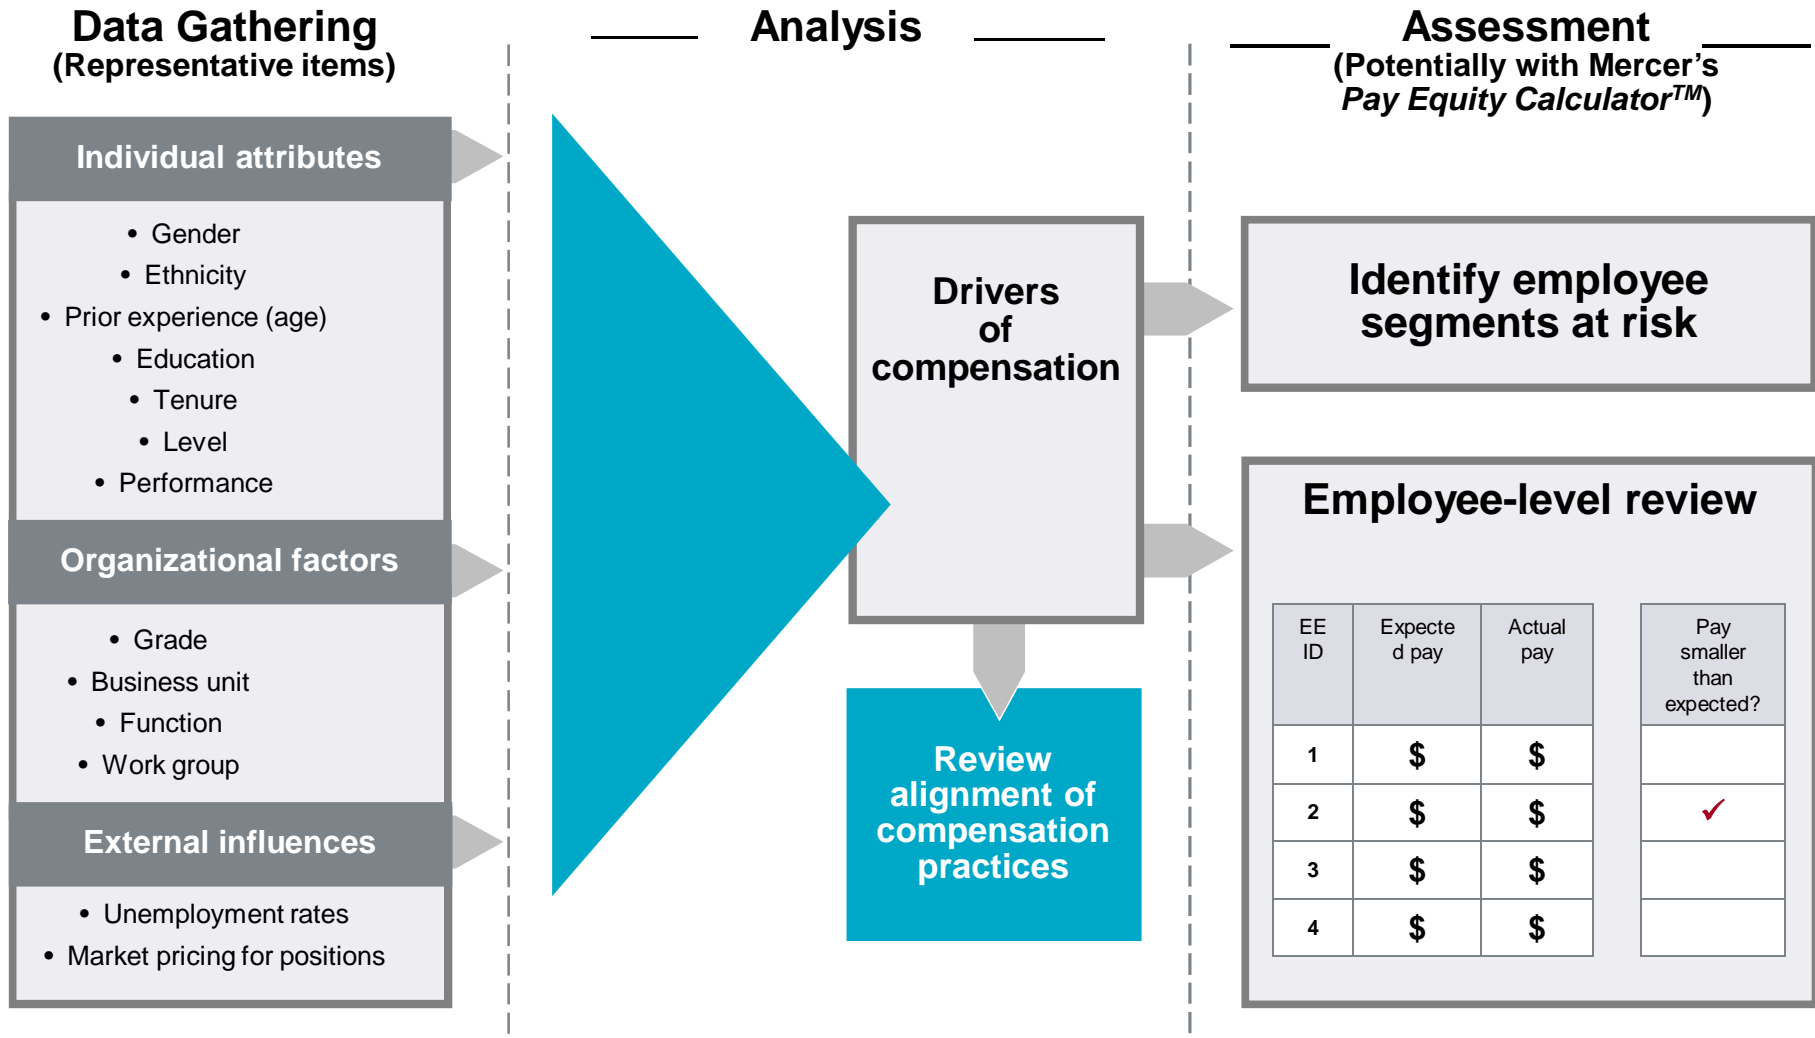 Data Gathering
(Representative items)
Individual attributes
• Gender
• Ethnicity
• Prior experience (age)
• Education
• Tenure
• Level
• Performance
Organizational factors
• Grade
• Business unit
• Function
• Work group
External influences
• Unemployment rates
• Market pricing for positions
Analysis
Drivers
of
compensation
Review
alignment of
compensation
practices
Assessment
(Potentially with Mercer’s
Pay Equity Calculator™)
Identify employee
segments at risk
Employee-level review
EE
ID
Expecte
d pay
Actual
pay
Pay
smaller
than
expected?
1 $ $
2 $ $ ✓
3 $ $
4 $ $